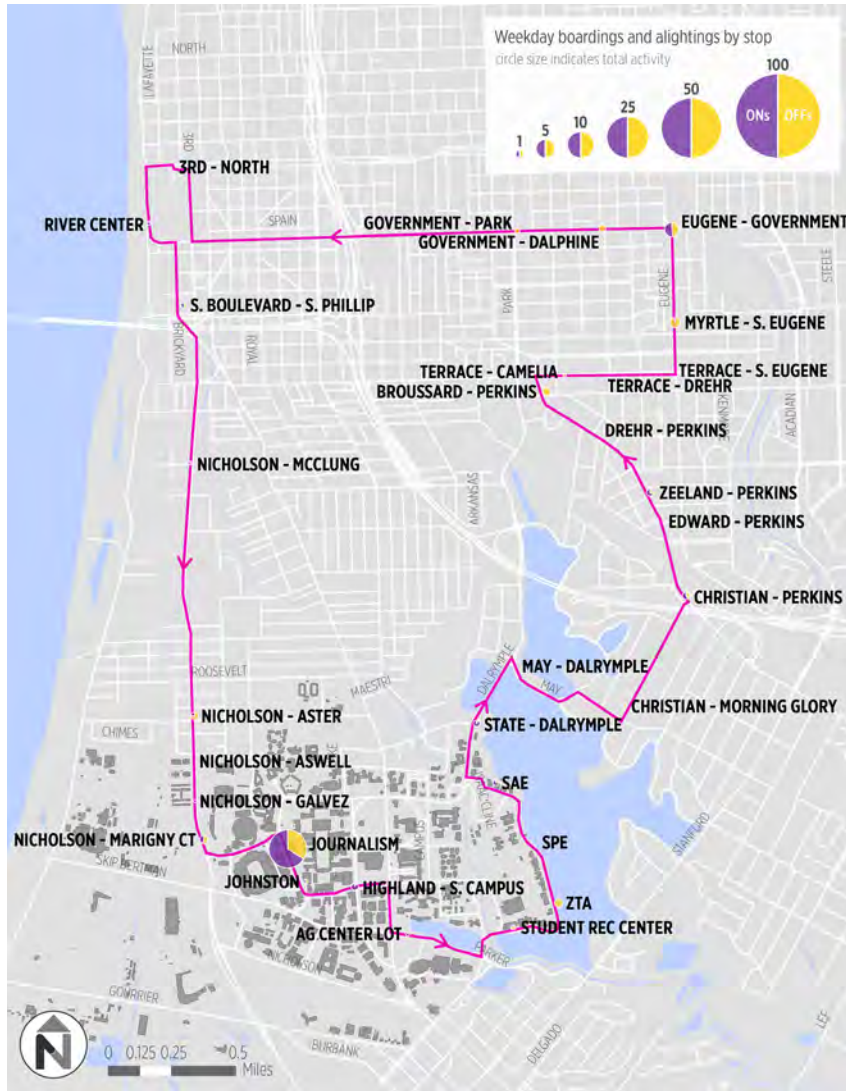 Weekday boardings and alightings by stop
circle size indicates total activity
100
50
25
10
5
1
ONs
OFFs
NORTH
LAFAYETTE
3RD
3RD - NORTH
RIVER CENTER
SPAIN
GOVERNMENT - PARK
GOVERNMENT - DALPHINE
EUGENE - GOVERNMENT
STEELE
EUGENE
PARK
S. BOULEVARD - S. PHILLIP
BRICKYARD
ROYAL
MYRTLE - S. EUGENE
TERRACE - CAMELIA
TERRACE - S. EUGENE
TERRACE - DREHR
BROUSSARD - PERKINS
KENMORE
ACADIAN
DREHR - PERKINS
NICHOLSON - MCCLUNG
ARKANSAS
ZEELAND - PERKINS
EDWARD - PERKINS
CHRISTIAN - PERKINS
ROOSEVELT
MAESTRI
DALRYMPLE
MAY - DALRYMPLE
MAY
CHRISTIAN - MORNING GLORY
NICHOLSON - ASTER
CHIMES
STATE - DALRYMPLE
NICHOLSON - ASWELL
SAE
NICHOLSON - GALVEZ
STANFORD
NICHOLSON - MARIGNY CT
JOURNALISM
CAMPUS
SPE
SKIP BERTMAN
JOHNSTON
HIGHLAND - S. CAMPUS
ZTA
STUDENT REC CENTER
AG CENTER LOT
PARKER
NICHOLSON
GOURRIER
BURBANK
DELGADO
LEE
N
0 0.125 0.25 0.5
Miles